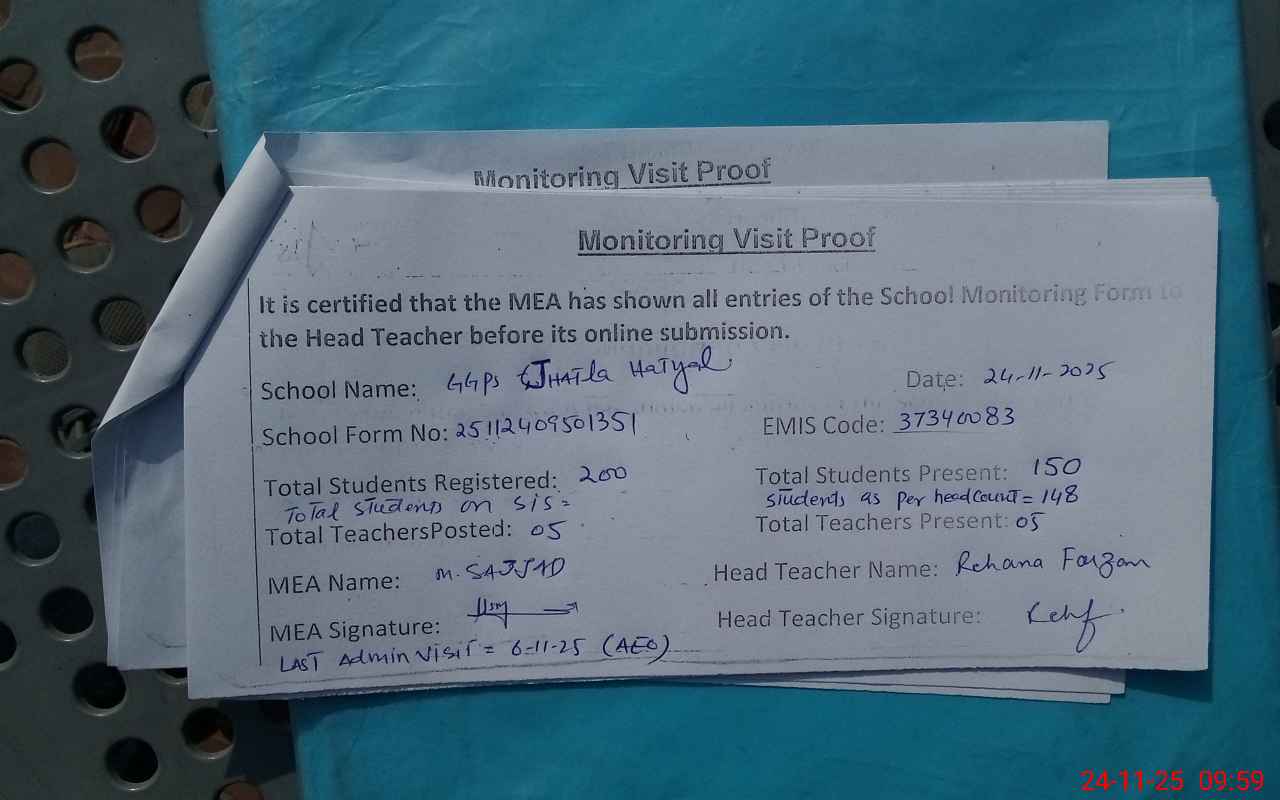 Monitoring Visit Proof
Monitoring Visit Proof
It is certified that the MEA has shown all entries of the School Monitoring Form to
the Head Teacher before its online submission.
School Name: GGPS JHATLA HATYAL Date: 24-11-2025
School Form No: 25112409501351 EMIS Code: 37340083
Total Students Registered: 200 Total Students Present: 150
Total Students on SiS = Students as per headcount = 148
Total TeachersPosted: 05 Total Teachers Present: 05
MEA Name: M. SAJJAD Head Teacher Name: Rehana Farzam
MEA Signature: Head Teacher Signature:
LAST Admin Visit = 6-11-25 (AEO)
24-11-25 09:59